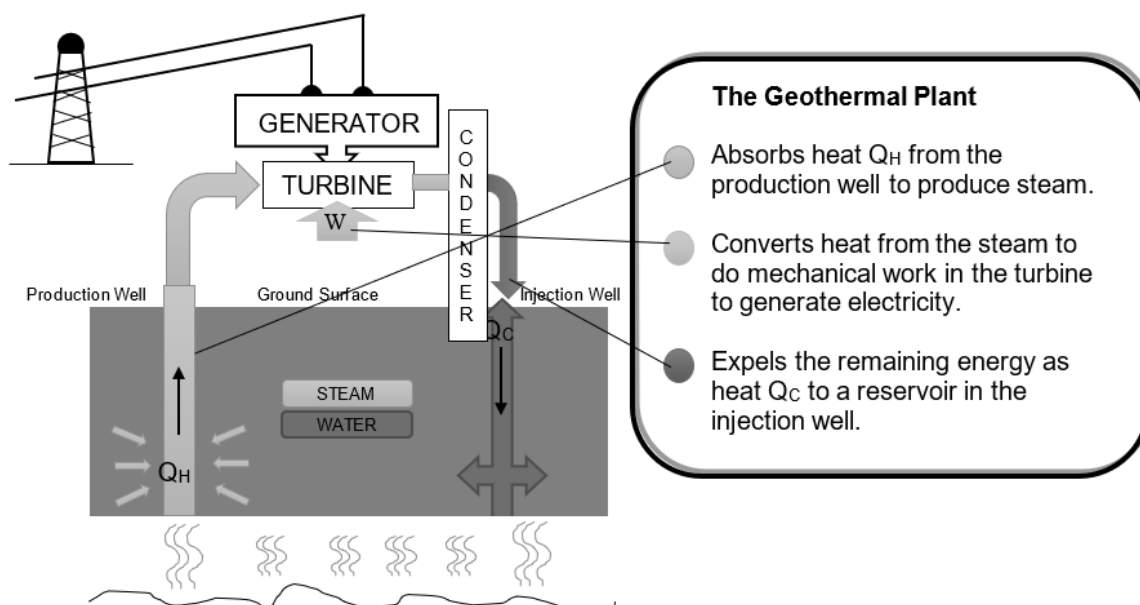 GENERATOR
CONDENSER
TURBINE
W
Production Well
Ground Surface
Injection Well
QC
STEAM
WATER
QH
The Geothermal Plant
Absorbs heat QH from the
production well to produce steam.
Converts heat from the steam to
do mechanical work in the turbine
to generate electricity.
Expels the remaining energy as
heat QC to a reservoir in the
injection well.